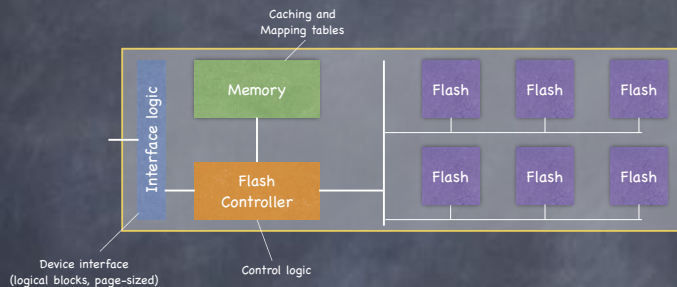 Caching and
Mapping tables
Interface logic
Memory
Flash
Flash
Flash
Flash
Controller
Flash
Flash
Flash
Device interface
(logical blocks, page-sized)
Control logic